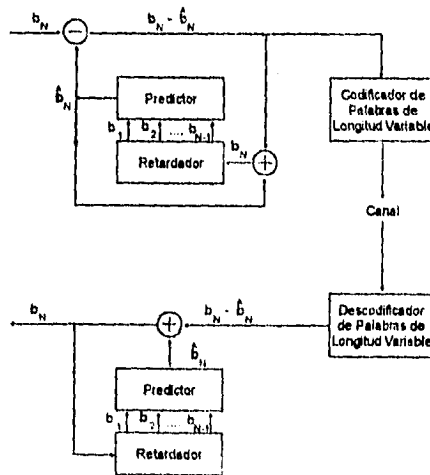 b_N
b_N - b̂_N
b̂_N
Predictor
b_1 b_2 .... b_N-1
Retardador
b_N
Codificador de
Palabras de
Longitud Variable
Canal
b_N
b_N - b̂_N
Descodificador
de Palabras de
Longitud Variable
b̂_N
Predictor
b_1 b_2 .... b_N-1
Retardador